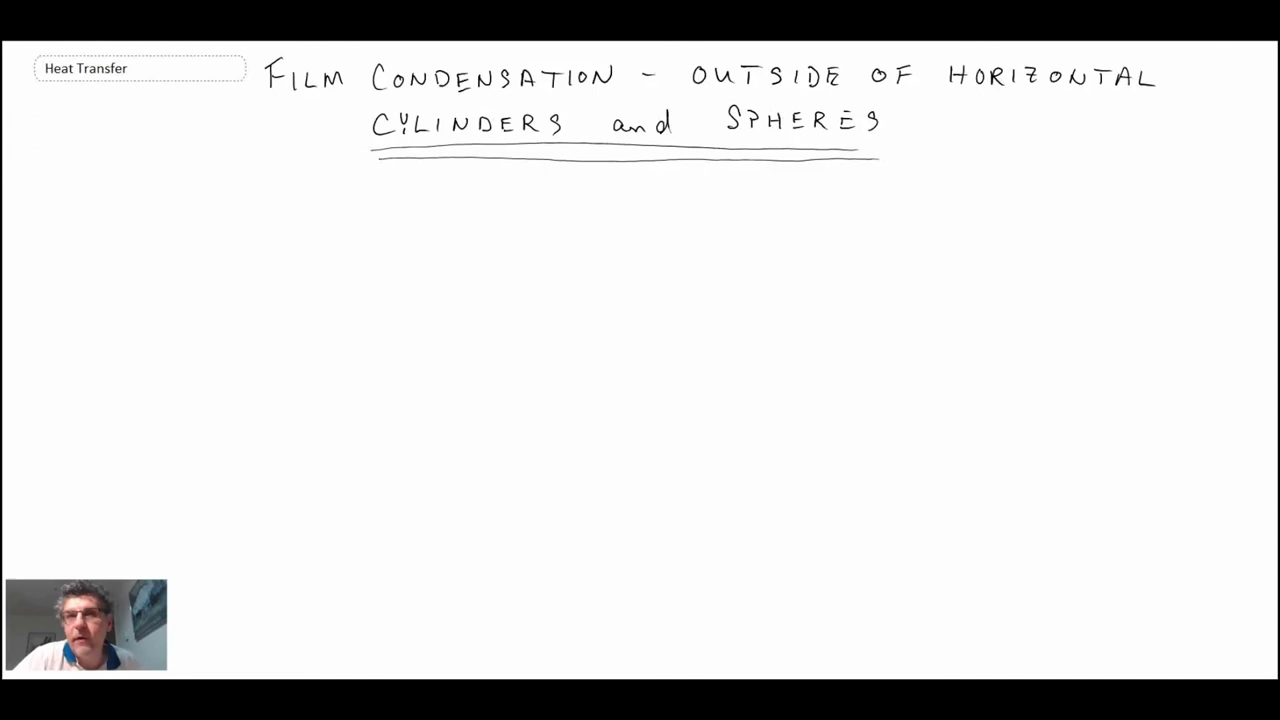 Heat Transfer
FILM CONDENSATION - OUTSIDE OF HORIZONTAL
CYLINDERS and SPHERES